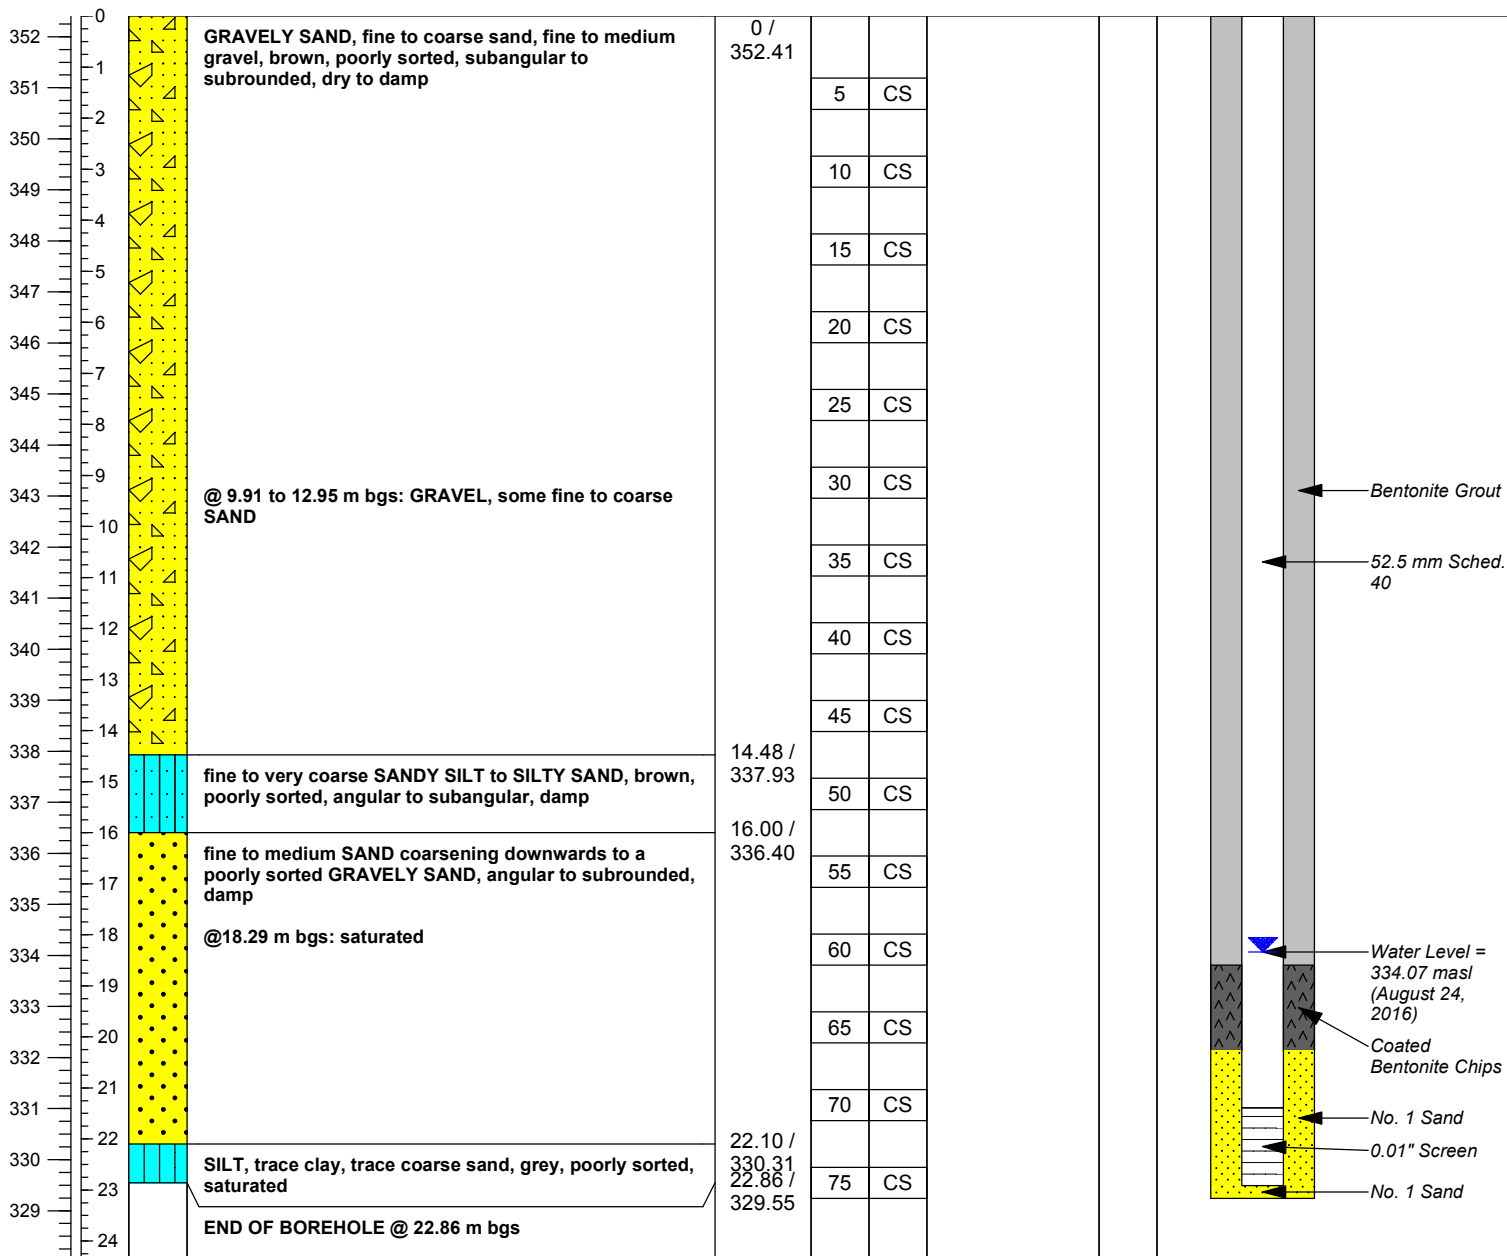 352
351
350
349
348
347
346
345
344
343
342
341
340
339
338
337
336
335
334
333
332
331
330
329
0
1
2
3
4
5
6
7
8
9
10
11
12
13
14
15
16
17
18
19
20
21
22
23
24
GRAVELY SAND, fine to coarse sand, fine to medium
gravel, brown, poorly sorted, subangular to
subrounded, dry to damp
@ 9.91 to 12.95 m bgs: GRAVEL, some fine to coarse
SAND
fine to very coarse SANDY SILT to SILTY SAND, brown,
poorly sorted, angular to subangular, damp
fine to medium SAND coarsening downwards to a
poorly sorted GRAVELY SAND, angular to subrounded,
damp
@18.29 m bgs: saturated
SILT, trace clay, trace coarse sand, grey, poorly sorted,
saturated
END OF BOREHOLE @ 22.86 m bgs
0 /
352.41
14.48 /
337.93
16.00 /
336.40
22.10 /
330.31
22.86 /
329.55
5 CS
10 CS
15 CS
20 CS
25 CS
30 CS
35 CS
40 CS
45 CS
50 CS
55 CS
60 CS
65 CS
70 CS
75 CS
Bentonite Grout
52.5 mm Sched.
40
Water Level =
334.07 masl
(August 24,
2016)
Coated
Bentonite Chips
No. 1 Sand
0.01" Screen
No. 1 Sand